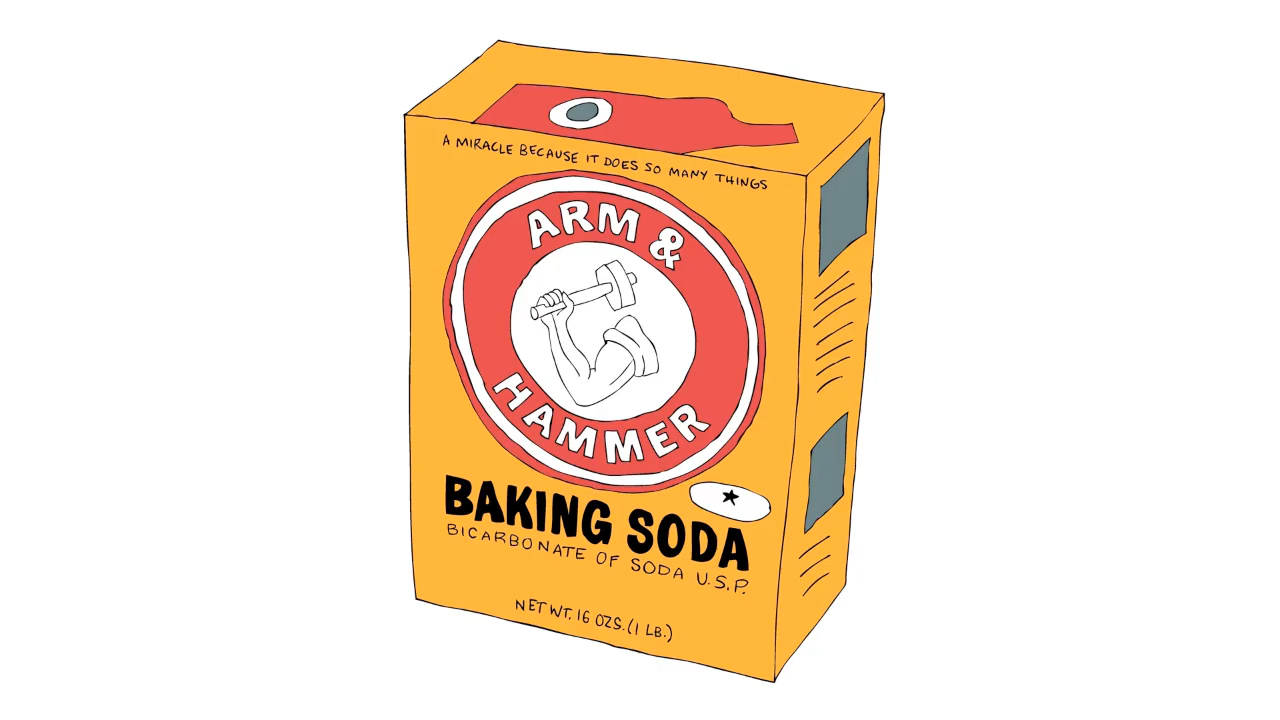 A MIRACLE BECAUSE IT DOES SO MANY THINGS
ARM &
HAMMER
BAKING SODA
BICARBONATE OF SODA U.S.P.
NET WT. 16 OZS. (1 LB.)